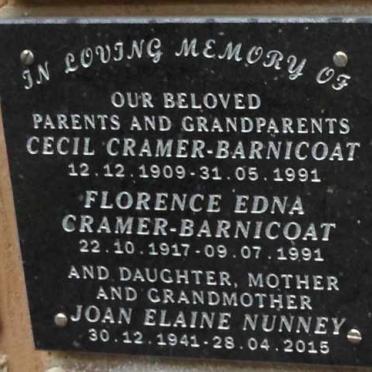 IN LOVING MEMORY OF
OUR BELOVED
PARENTS AND GRANDPARENTS
CECIL CRAMER-BARNICOAT
12.12.1909-31.05.1991
FLORENCE EDNA
CRAMER-BARNICOAT
22.10.1917-09.07.1991
AND DAUGHTER, MOTHER
AND GRANDMOTHER
JOAN ELAINE NUNNEY
30.12.1941-28.04.2015